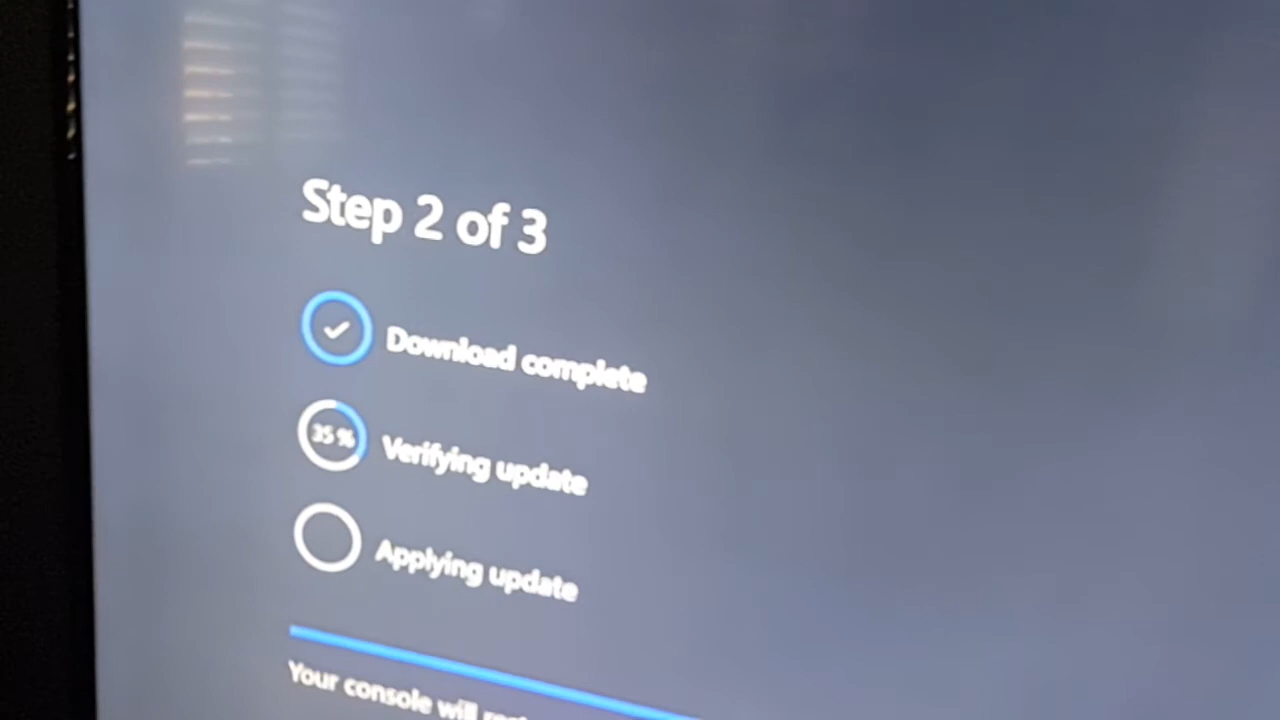 Step 2 of 3
Download complete
35 %
Verifying update
Applying update
Your console will